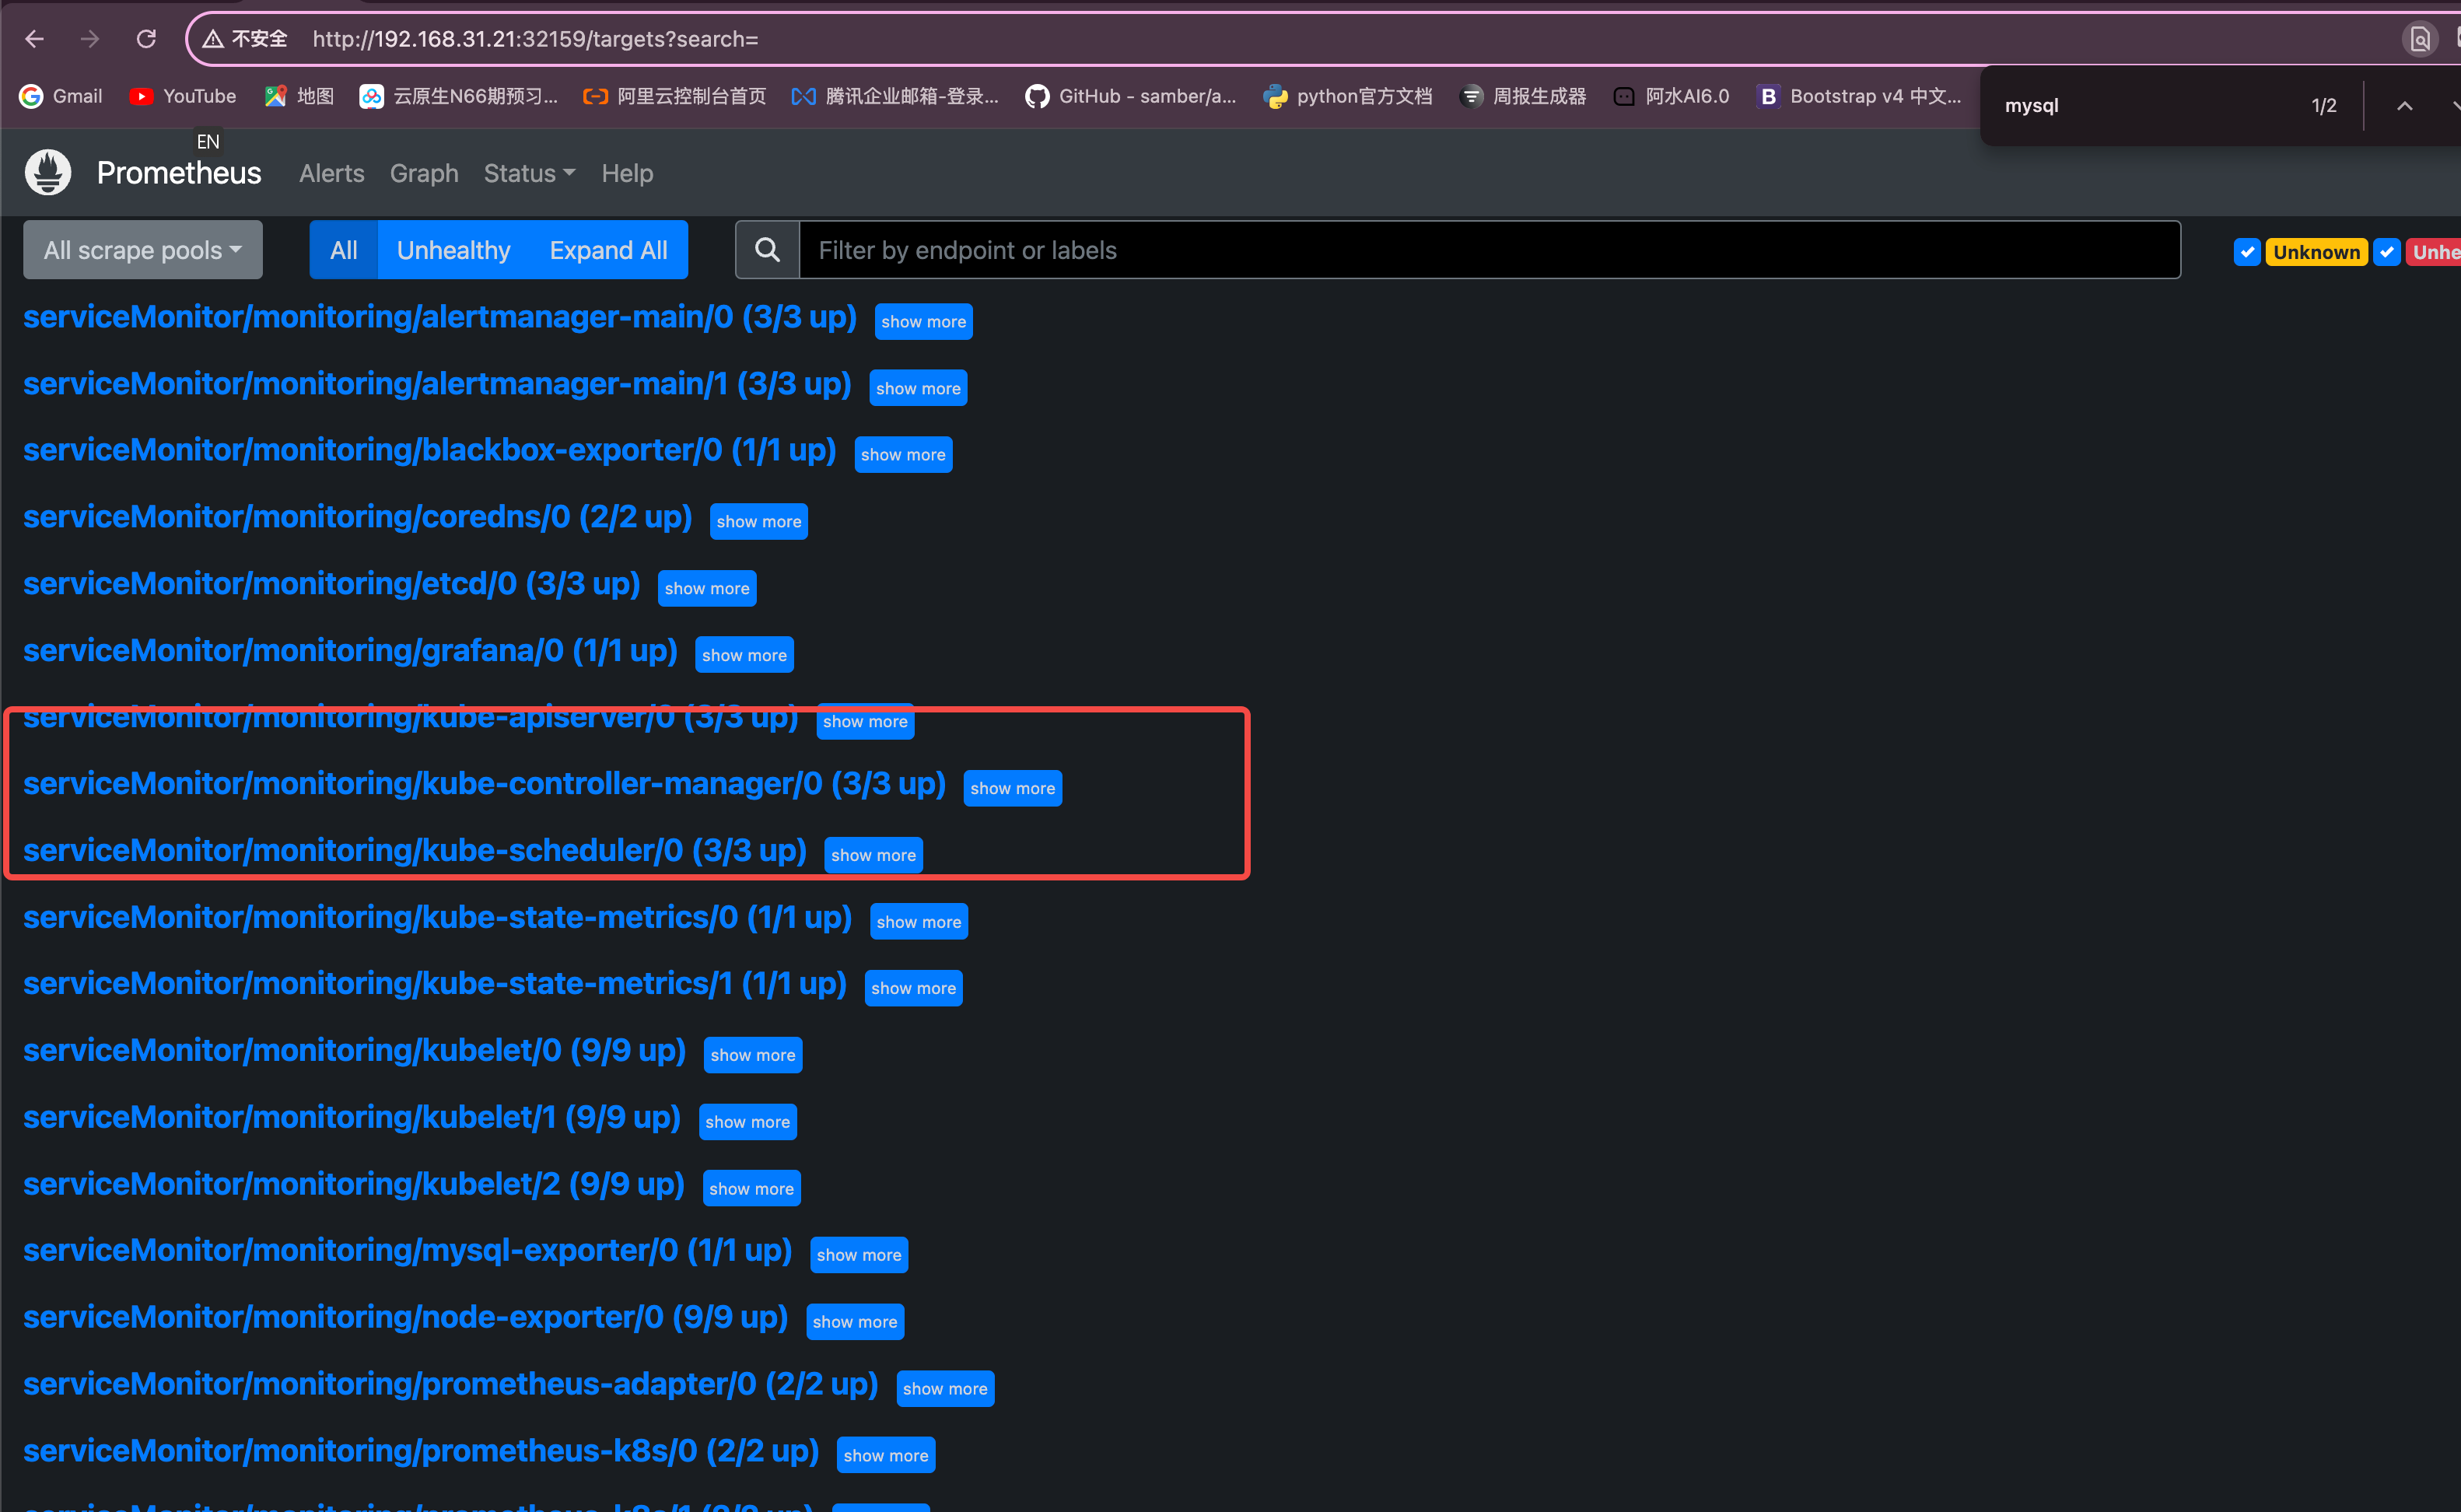 不安全 http://192.168.31.21:32159/targets?search=
Gmail YouTube 地图 云原生N66期预习... 阿里云控制台首页 腾讯企业邮箱-登录... GitHub - samber/a... python官方文档 周报生成器 阿水AI6.0 Bootstrap v4 中文...
mysql 1/2
EN
Prometheus Alerts Graph Status Help
All scrape pools All Unhealthy Expand All Filter by endpoint or labels Unknown Unhe
serviceMonitor/monitoring/alertmanager-main/0 (3/3 up) show more
serviceMonitor/monitoring/alertmanager-main/1 (3/3 up) show more
serviceMonitor/monitoring/blackbox-exporter/0 (1/1 up) show more
serviceMonitor/monitoring/coredns/0 (2/2 up) show more
serviceMonitor/monitoring/etcd/0 (3/3 up) show more
serviceMonitor/monitoring/grafana/0 (1/1 up) show more
serviceMonitor/monitoring/kube-apiserver/0 (3/3 up) show more
serviceMonitor/monitoring/kube-controller-manager/0 (3/3 up) show more
serviceMonitor/monitoring/kube-scheduler/0 (3/3 up) show more
serviceMonitor/monitoring/kube-state-metrics/0 (1/1 up) show more
serviceMonitor/monitoring/kube-state-metrics/1 (1/1 up) show more
serviceMonitor/monitoring/kubelet/0 (9/9 up) show more
serviceMonitor/monitoring/kubelet/1 (9/9 up) show more
serviceMonitor/monitoring/kubelet/2 (9/9 up) show more
serviceMonitor/monitoring/mysql-exporter/0 (1/1 up) show more
serviceMonitor/monitoring/node-exporter/0 (9/9 up) show more
serviceMonitor/monitoring/prometheus-adapter/0 (2/2 up) show more
serviceMonitor/monitoring/prometheus-k8s/0 (2/2 up) show more